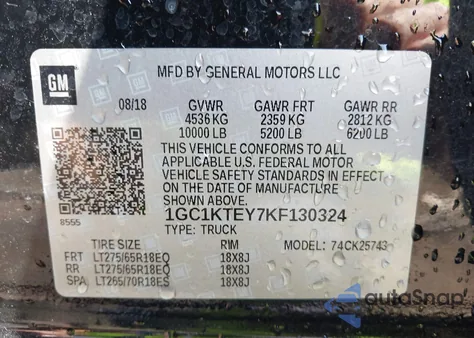 GM
MFD BY GENERAL MOTORS LLC
08/18 GVWR GAWR FRT GAWR RR
4536 KG 2359 KG 2812 KG
10000 LB 5200 LB 6200 LB
THIS VEHICLE CONFORMS TO ALL
APPLICABLE U.S. FEDERAL MOTOR
VEHICLE SAFETY STANDARDS IN EFFECT
ON THE DATE OF MANUFACTURE SHOWN ABOVE.
8555
1GC1KTEY7KF130324
TYPE: TRUCK MODEL: 74CK25743
TIRE SIZE RIM
FRT LT275/65R18EQ 18X8J
RR LT275/65R18EQ 18X8J
SPA LT265/70R18ES 18X8J
autoSnap